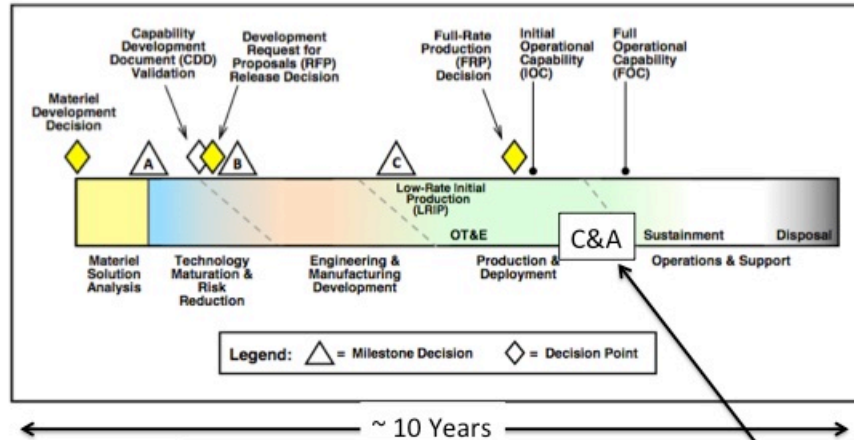 Capability
Development
Document (CDD)
Validation
Development
Request for
Proposals (RFP)
Release Decision
Full-Rate
Production
(FRP)
Decision
Initial
Operational
Capability
(IOC)
Full
Operational
Capability
(FOC)
Materiel
Development
Decision
A
B
C
Low-Rate Initial
Production
(LRIP)
OT&E
C&A
Sustainment
Disposal
Materiel
Solution
Analysis
Technology
Maturation &
Risk
Reduction
Engineering &
Manufacturing
Development
Production &
Deployment
Operations & Support
Legend: = Milestone Decision = Decision Point
~ 10 Years